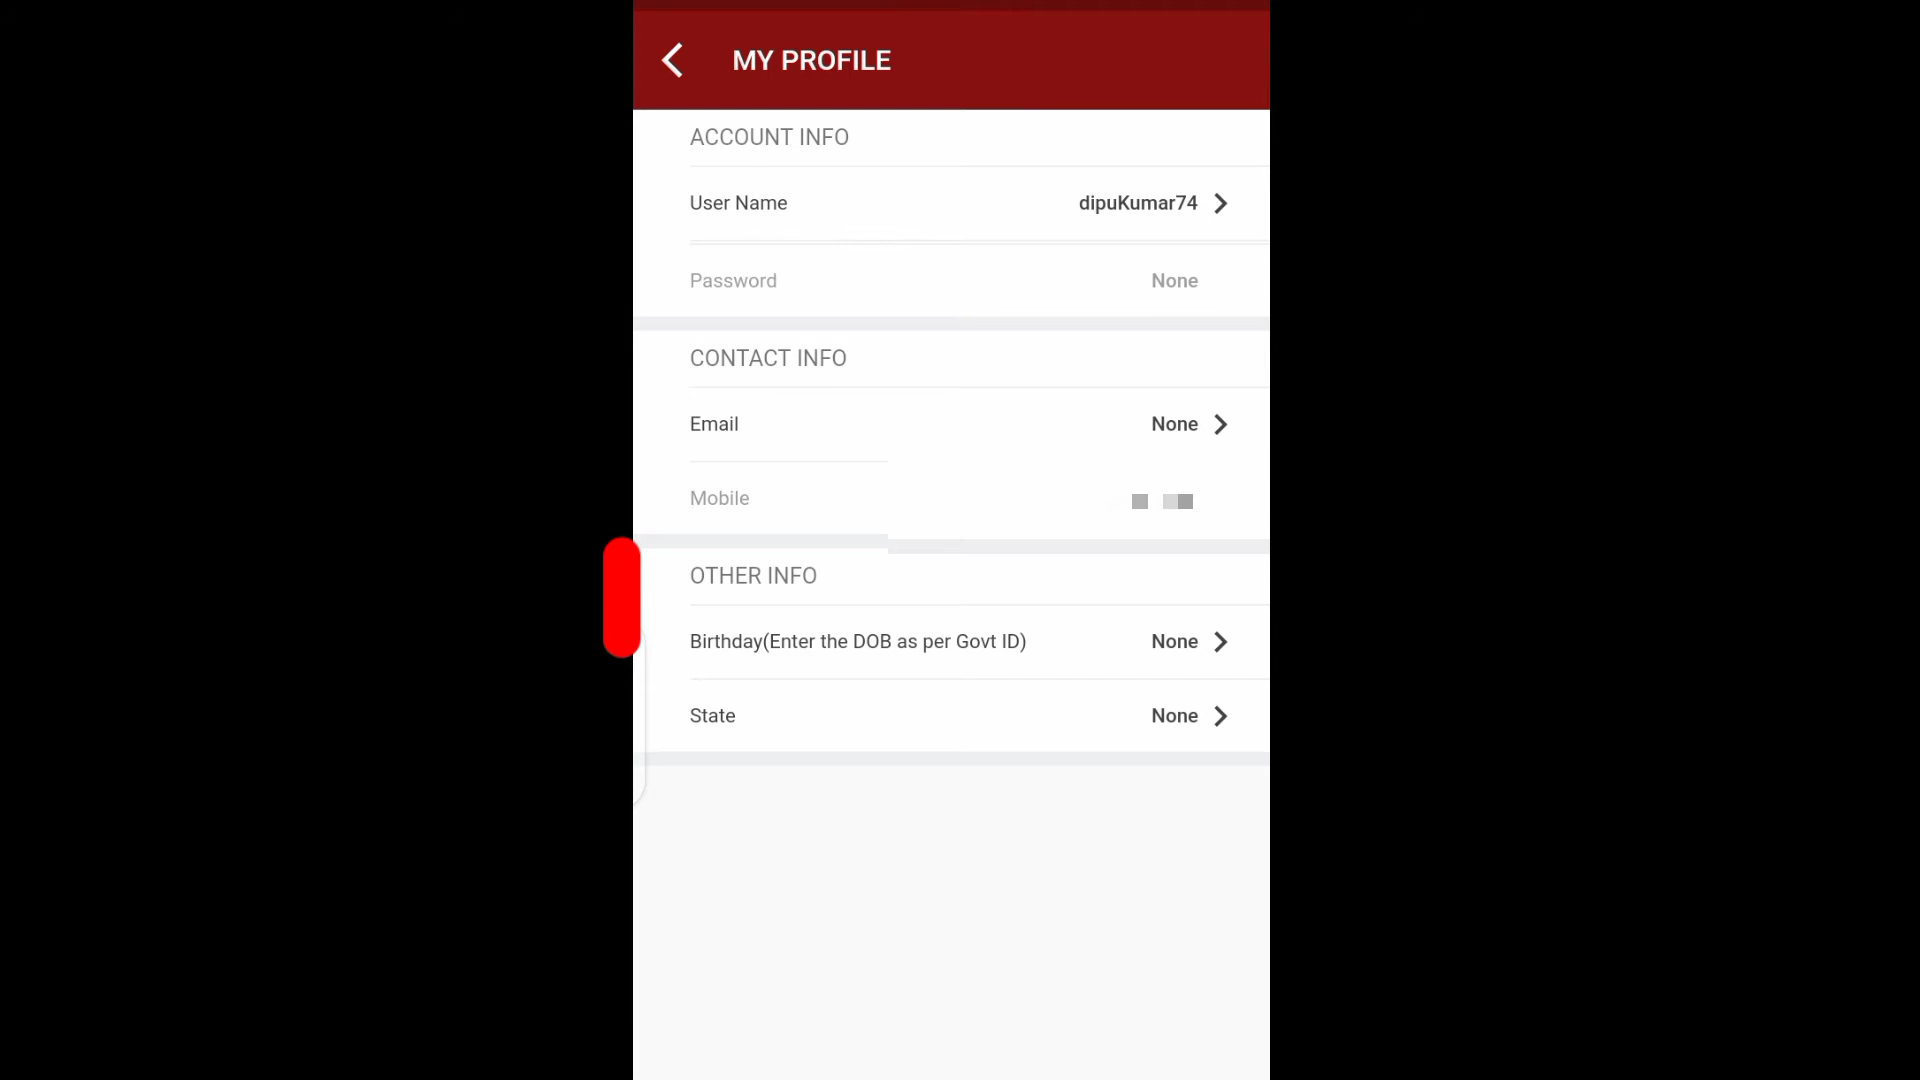 MY PROFILE
ACCOUNT INFO
User Name dipuKumar74
Password None
CONTACT INFO
Email None
Mobile
OTHER INFO
Birthday(Enter the DOB as per Govt ID) None
State None